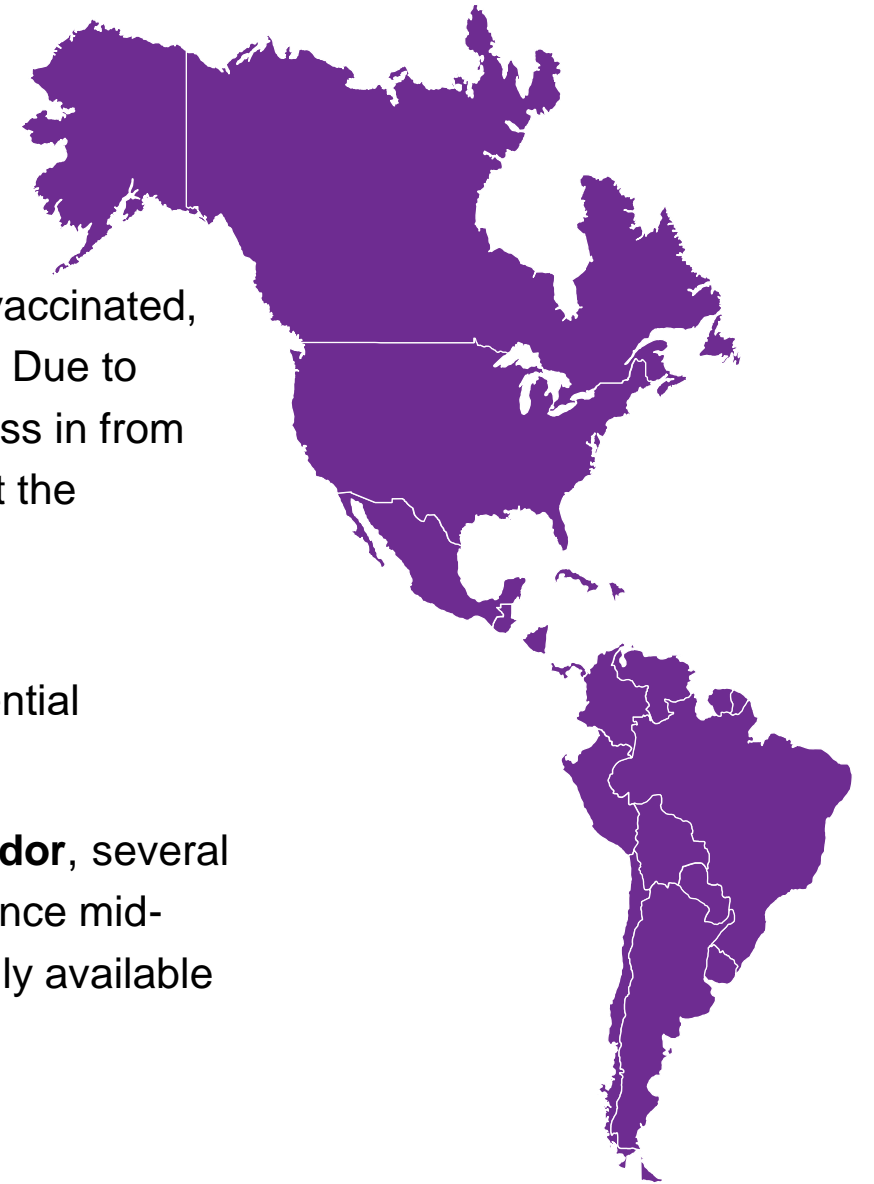 vaccinated,
Due to
ss in from
t the
ntial
dor, several
nce mid-
ly available